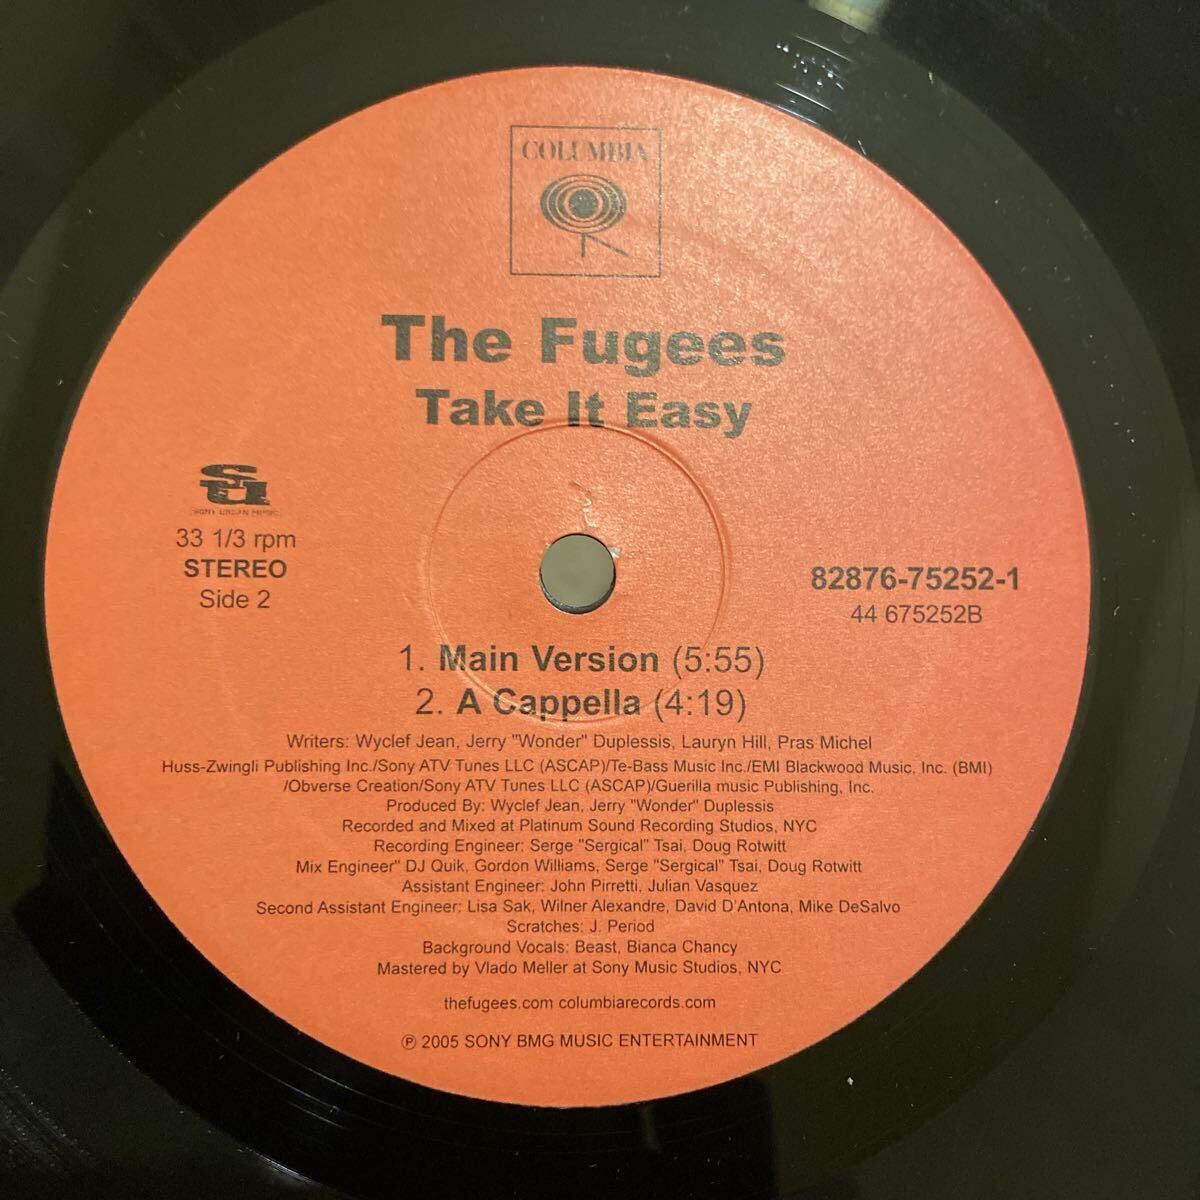 COLUMBIA
The Fugees
Take It Easy
SU
SONY URBAN MUSIC
33 1/3 rpm
STEREO
Side 2
82876-75252-1
44 675252B
1. Main Version (5:55)
2. A Cappella (4:19)
Writers: Wyclef Jean, Jerry "Wonder" Duplessis, Lauryn Hill, Pras Michel
Huss-Zwingli Publishing Inc./Sony ATV Tunes LLC (ASCAP)/Te-Bass Music Inc./EMI Blackwood Music, Inc. (BMI)
/Obverse Creation/Sony ATV Tunes LLC (ASCAP)/Guerilla music Publishing, Inc.
Produced By: Wyclef Jean, Jerry "Wonder" Duplessis
Recorded and Mixed at Platinum Sound Recording Studios, NYC
Recording Engineer: Serge "Sergical" Tsai, Doug Rotwitt
Mix Engineer" DJ Quik, Gordon Williams, Serge "Sergical" Tsai, Doug Rotwitt
Assistant Engineer: John Pirretti, Julian Vasquez
Second Assistant Engineer: Lisa Sak, Wilner Alexandre, David D'Antona, Mike DeSalvo
Scratches: J. Period
Background Vocals: Beast, Bianca Chancy
Mastered by Vlado Meller at Sony Music Studios, NYC
thefugees.com columbiarecords.com
℗ 2005 SONY BMG MUSIC ENTERTAINMENT